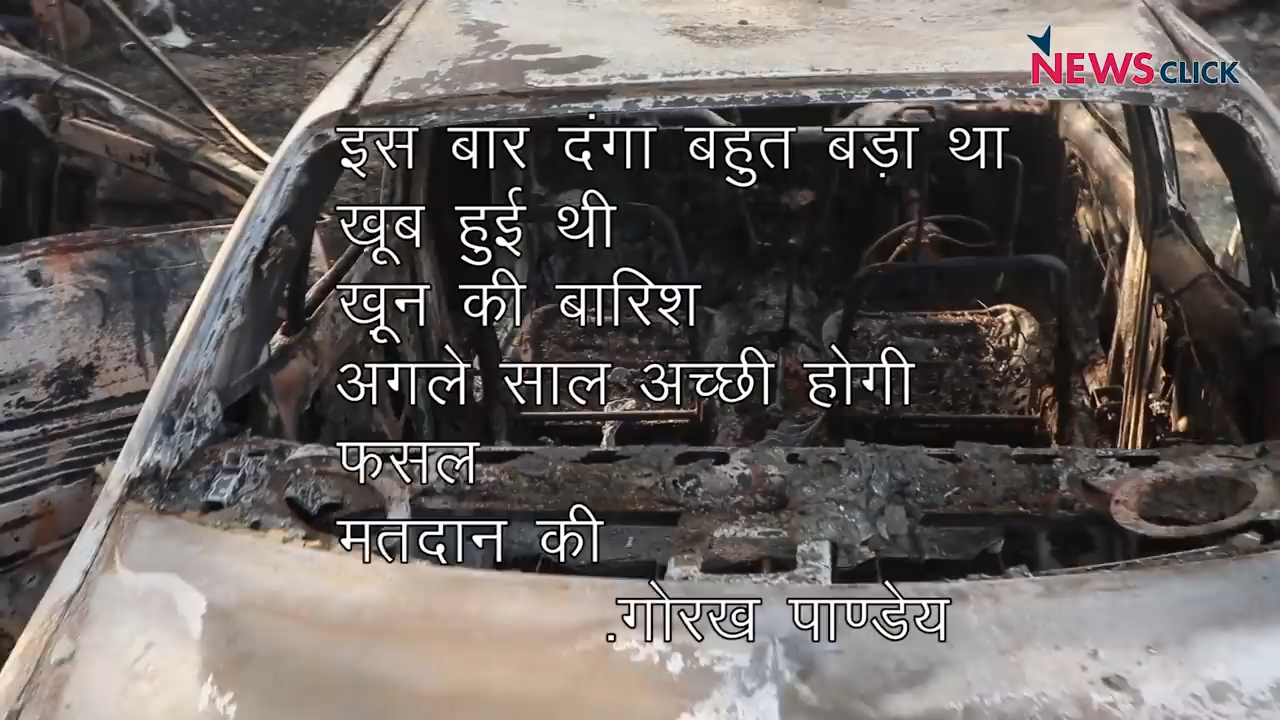 NEWSCLICK
इस बार दंगा बहुत बड़ा था
खूब हुई थी
ख़ून की बारिश
अगले साल अच्छी होगी
फसल
मतदान की
.गोरख पाण्डेय